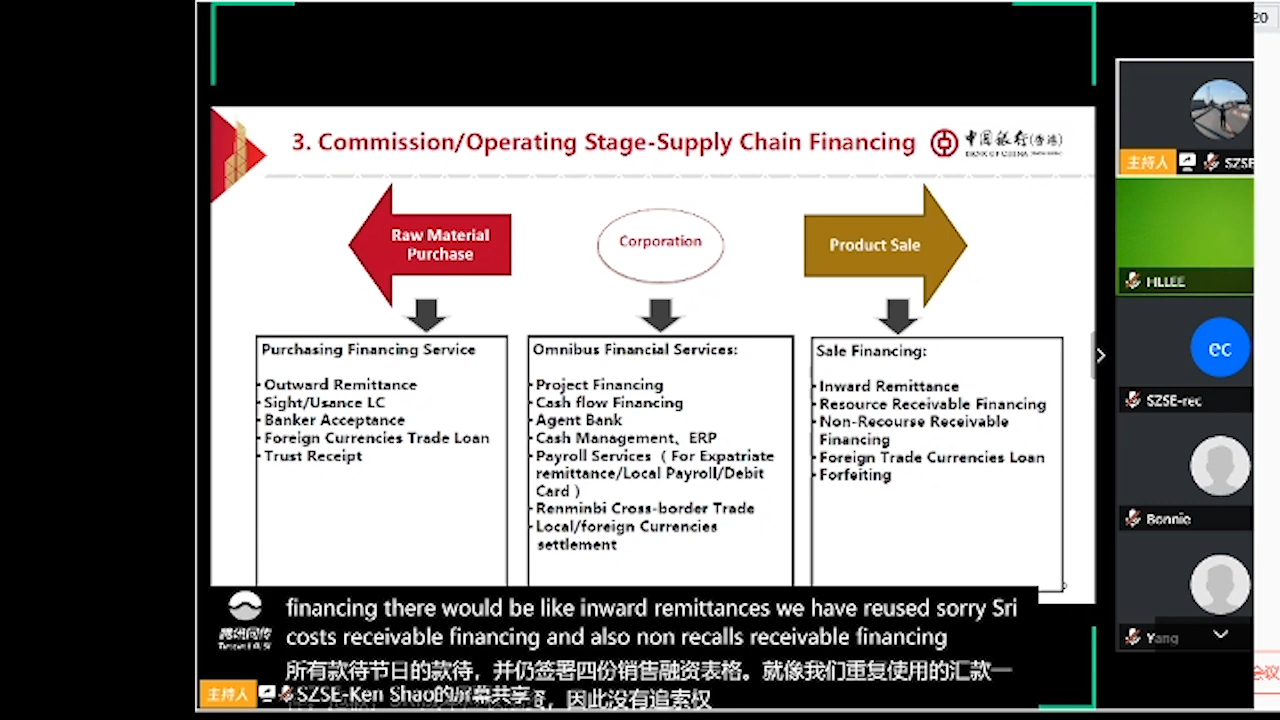 20
3. Commission/Operating Stage-Supply Chain Financing
中国银行(香港)
BANK OF CHINA
Raw Material
Purchase
Corporation
Product Sale
Purchasing Financing Service
· Outward Remittance
· Sight/Usance LC
· Banker Acceptance
· Foreign Currencies Trade Loan
· Trust Receipt
Omnibus Financial Services:
· Project Financing
· Cash flow Financing
· Agent Bank
· Cash Management、ERP
· Payroll Services（For Expatriate
remittance/Local Payroll/Debit
Card）
· Renminbi Cross-border Trade
· Local/foreign Currencies
settlement
Sale Financing:
· Inward Remittance
· Resource Receivable Financing
· Non-Recourse Receivable
Financing
· Foreign Trade Currencies Loan
· Forfeiting
腾讯同传
Tencent AI SI
financing there would be like inward remittances we have reused sorry Sri
costs receivable financing and also non recalls receivable financing
所有款待节日的款待，并仍签署四份销售融资表格。就像我们重复使用的汇款一
，因此没有追索权
主持人 SZSE-Ken Shao的屏幕共享
主持人 SZSE
HLLEE
ec
SZSE-rec
Bonnie
Yang
会议